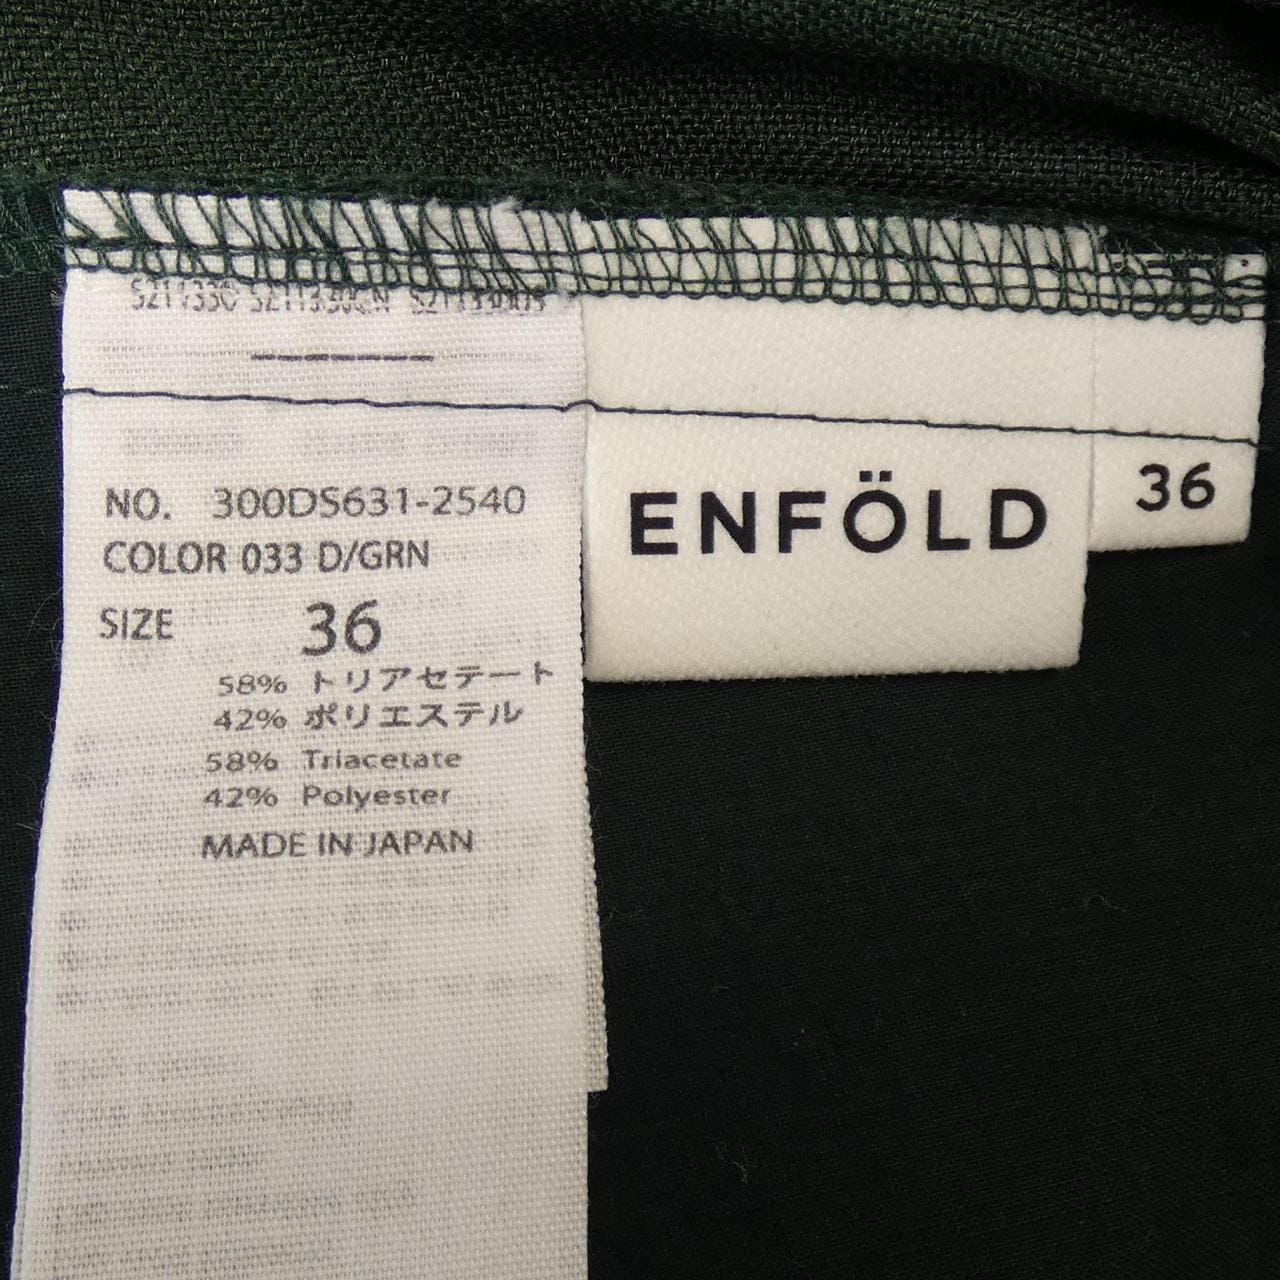 NO. 300DS631-2540
COLOR 033 D/GRN
SIZE 36
58% トリアセテート
42% ポリエステル
58% Triacetate
42% Polyester
MADE IN JAPAN
ENFÖLD
36